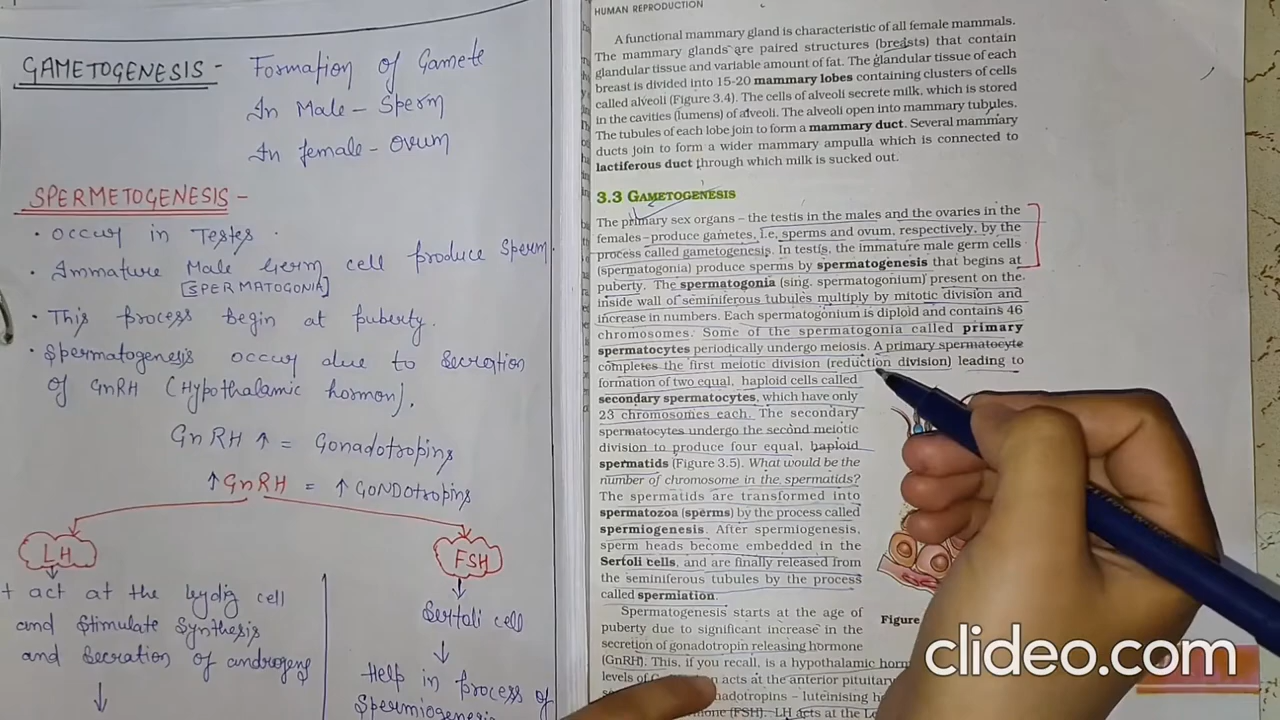 GAMETOGENESIS - Formation of Gamete
In Male - Sperm
In female - Ovum
SPERMETOGENESIS -
• Occur in Testes
• Immature Male Germ cell produce Sperm.
[SPERMATOGONIA]
• This process Begin at puberty.
• Spermatogenesis occur due to Secretion
of GnRH (Hypothalamic hormon).
GnRH ↑ = Gonadotropins
↑ GnRH = ↑ GONDOtropins
LH
FSH
t act at the leydig cell
and Stimulate Synthesis
and Secretion of androgens
Sertoli cell
Help in process of
Spermiogenesis
HUMAN REPRODUCTION
A functional mammary gland is characteristic of all female mammals.
The mammary glands are paired structures (breasts) that contain
glandular tissue and variable amount of fat. The glandular tissue of each
breast is divided into 15-20 mammary lobes containing clusters of cells
called alveoli (Figure 3.4). The cells of alveoli secrete milk, which is stored
in the cavities (lumens) of alveoli. The alveoli open into mammary tubules.
The tubules of each lobe join to form a mammary duct. Several mammary
ducts join to form a wider mammary ampulla which is connected to
lactiferous duct through which milk is sucked out.
3.3 GAMETOGENESIS
The primary sex organs – the testis in the males and the ovaries in the
females – produce gametes, i.e, sperms and ovum, respectively, by the
process called gametogenesis. In testis, the immature male germ cells
(spermatogonia) produce sperms by spermatogenesis that begins at
puberty. The spermatogonia (sing. spermatogonium) present on the
inside wall of seminiferous tubules multiply by mitotic division and
increase in numbers. Each spermatogonium is diploid and contains 46
chromosomes. Some of the spermatogonia called primary
spermatocytes periodically undergo meiosis. A primary spermatocyte
completes the first meiotic division (reduction division) leading to
formation of two equal, haploid cells called
secondary spermatocytes, which have only
23 chromosomes each. The secondary
spermatocytes undergo the second meiotic
division to produce four equal, haploid
spermatids (Figure 3.5). What would be the
number of chromosome in the spermatids?
The spermatids are transformed into
spermatozoa (sperms) by the process called
spermiogenesis. After spermiogenesis,
sperm heads become embedded in the
Sertoli cells, and are finally released from
the seminiferous tubules by the process
called spermiation.
Spermatogenesis starts at the age of
puberty due to significant increase in the
secretion of gonadotropin releasing hormone
(GnRH). This, if you recall, is a hypothalamic horm
levels of acts at the anterior pituitary
adotropins – luteinising h
mone (FSH). LH acts at the Le
Figure
clideo.com